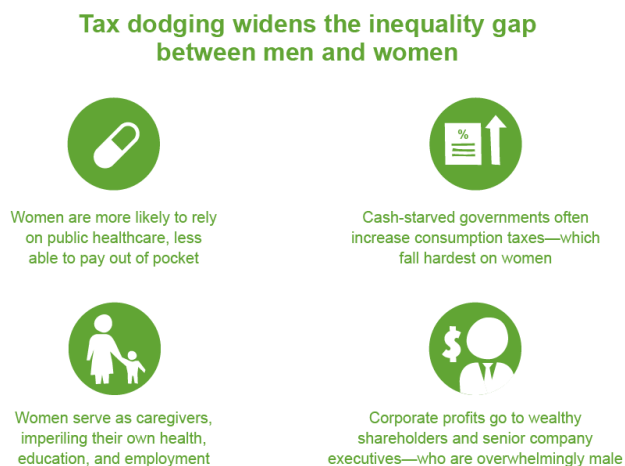 Tax dodging widens the inequality gap
between men and women
%
Women are more likely to rely
on public healthcare, less
able to pay out of pocket
Cash-starved governments often
increase consumption taxes—which
fall hardest on women
$
Women serve as caregivers,
imperiling their own health,
education, and employment
Corporate profits go to wealthy
shareholders and senior company
executives—who are overwhelmingly male